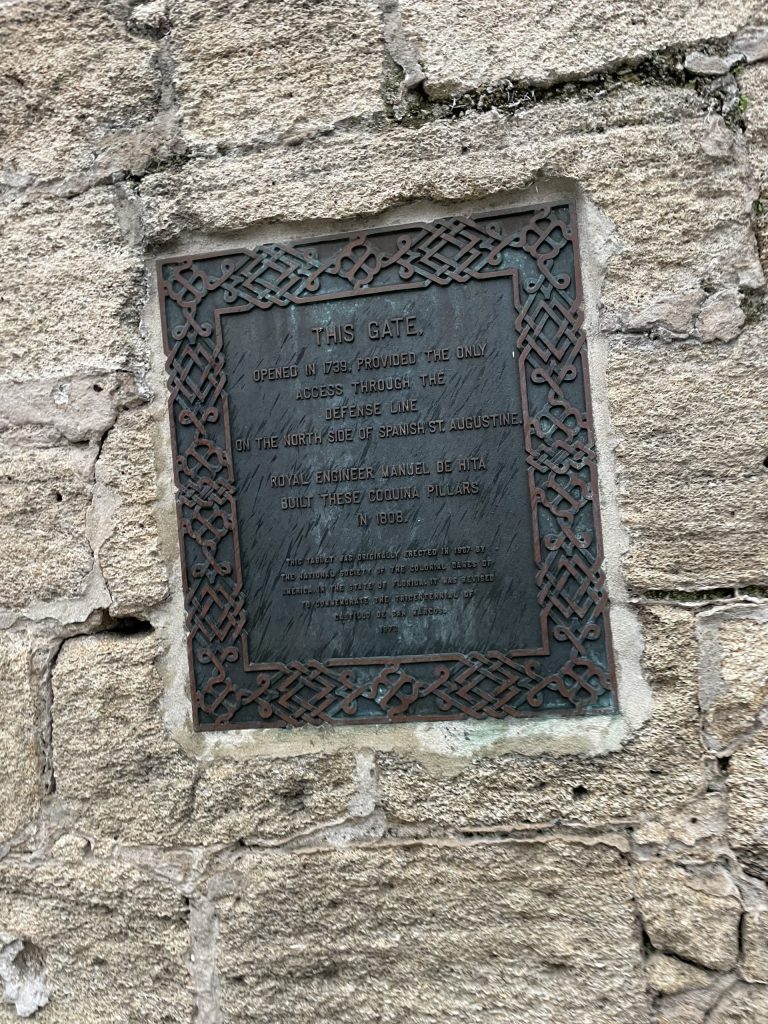 THIS GATE,
OPENED IN 1739, PROVIDED THE ONLY
ACCESS THROUGH THE
DEFENSE LINE
ON THE NORTH SIDE OF SPANISH ST. AUGUSTINE.
ROYAL ENGINEER MANUEL DE HITA
BUILT THESE COQUINA PILLARS
IN 1808.
THIS TABLET WAS ORIGINALLY ERECTED IN 1907 BY
THE NATIONAL SOCIETY OF THE COLONIAL DAMES OF
AMERICA IN THE STATE OF FLORIDA. IT WAS REVISED
TO COMMEMORATE THE TRICENTENNIAL OF
CASTILLO DE SAN MARCOS.